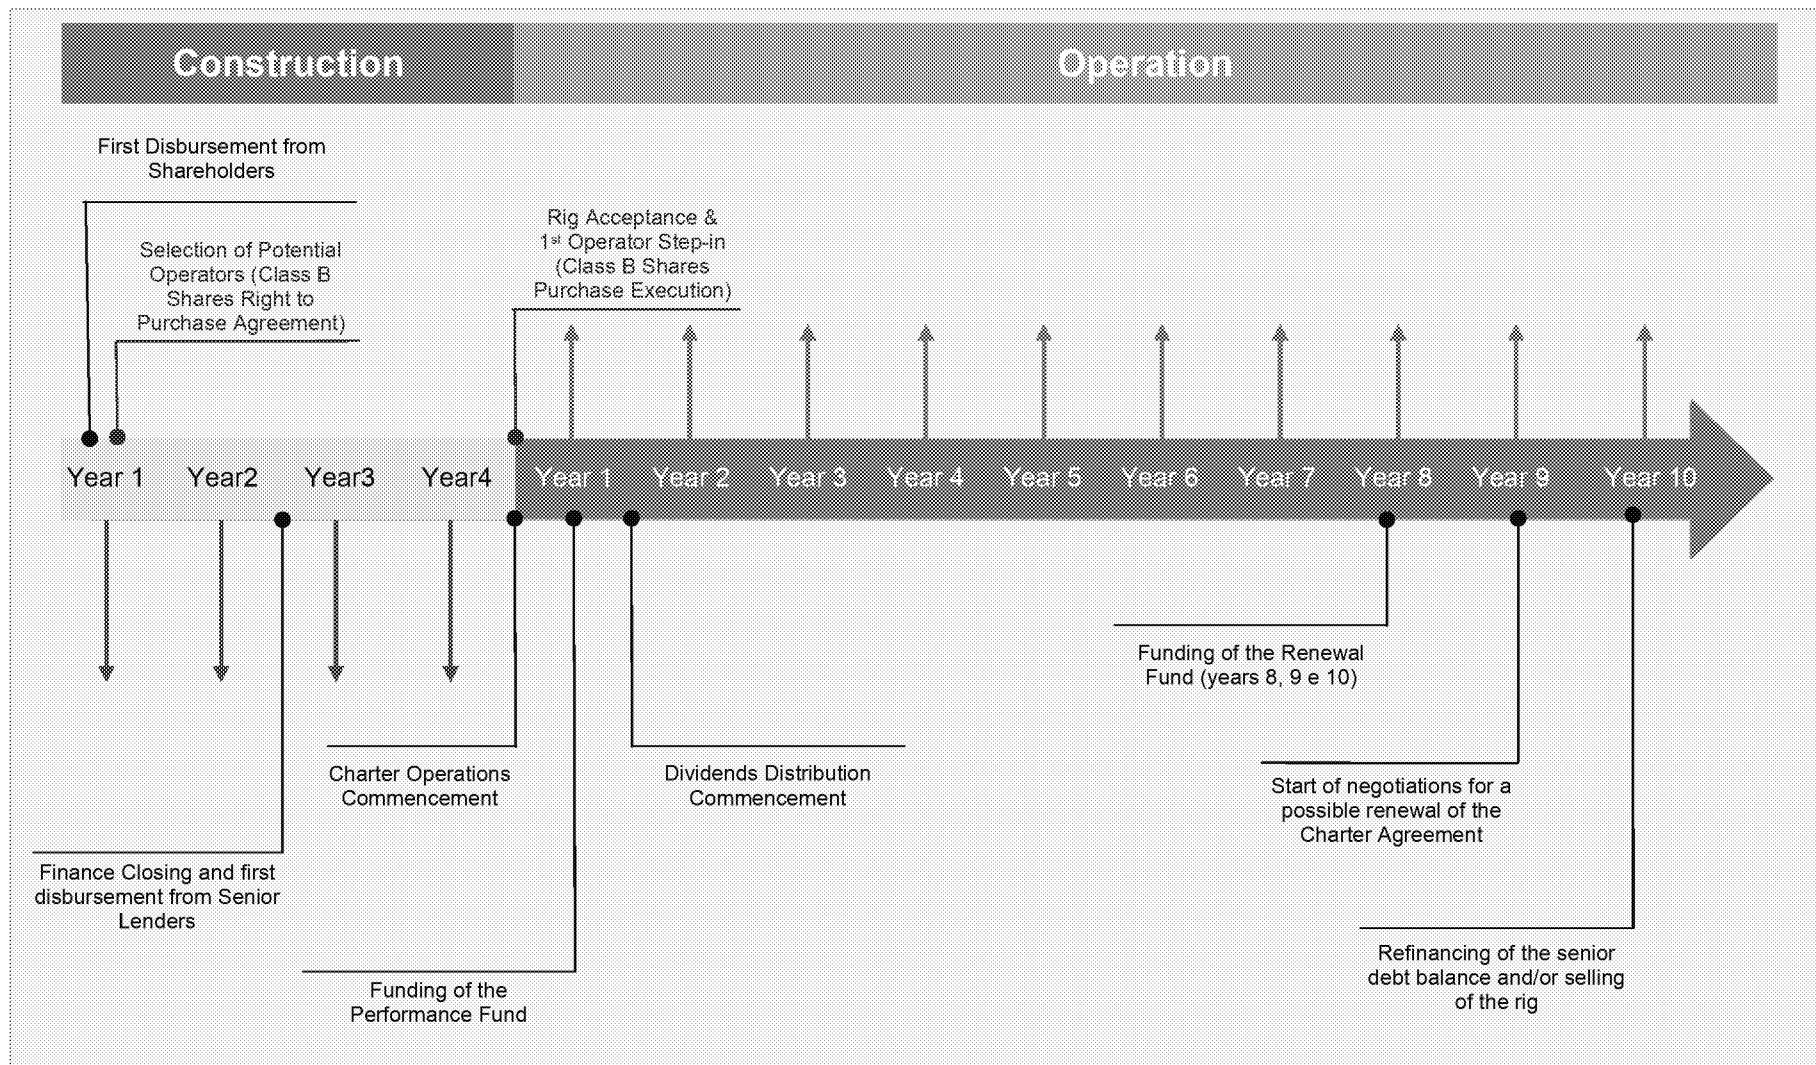 Construction
Operation
First Disbursement from
Shareholders
Selection of Potential
Operators (Class B
Shares Right to
Purchase Agreement)
Rig Acceptance &
1st Operator Step-in
(Class B Shares
Purchase Execution)
Year 1 Year2 Year3 Year4 Year 1 Year 2 Year 3 Year 4 Year 5 Year 6 Year 7 Year 8 Year 9 Year 10
Funding of the Renewal
Fund (years 8, 9 e 10)
Charter Operations
Commencement
Dividends Distribution
Commencement
Start of negotiations for a
possible renewal of the
Charter Agreement
Finance Closing and first
disbursement from Senior
Lenders
Refinancing of the senior
debt balance and/or selling
of the rig
Funding of the
Performance Fund